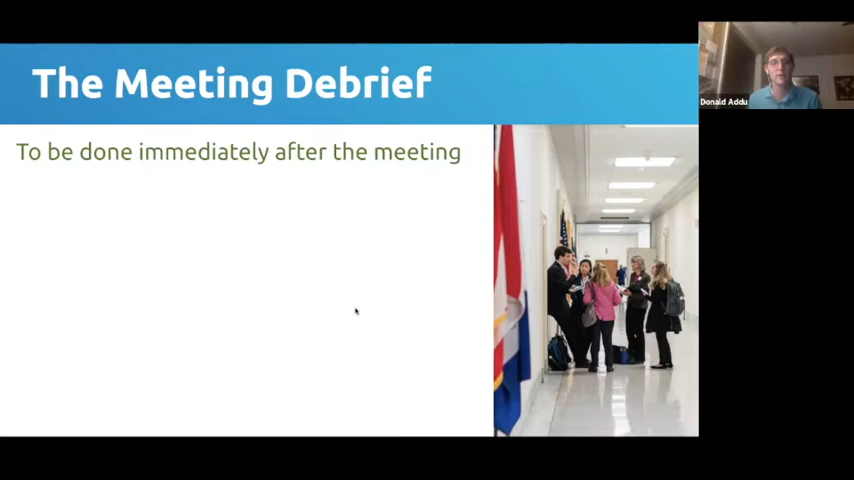 The Meeting Debrief
Donald Addu
To be done immediately after the meeting